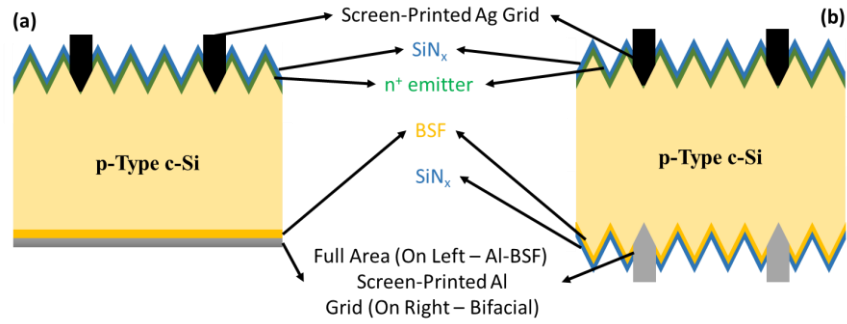 (a)
Screen-Printed Ag Grid
(b)
SiNx
n+ emitter
BSF
p-Type c-Si
p-Type c-Si
SiNx
Full Area (On Left – Al-BSF)
Screen-Printed Al
Grid (On Right – Bifacial)